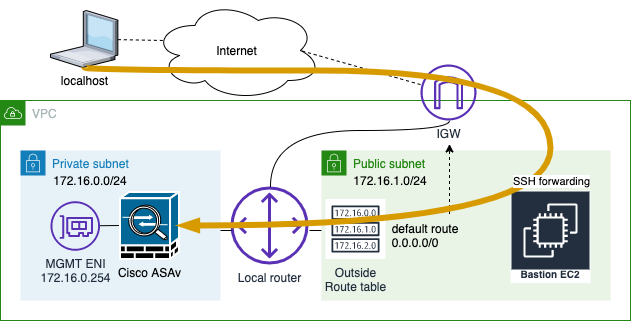 Internet
localhost
IGW
VPC
Private subnet
172.16.0.0/24
Public subnet
172.16.1.0/24
SSH forwarding
172.16.0.0
172.16.1.0
172.16.2.0
default route
0.0.0.0/0
MGMT ENI
172.16.0.254
Cisco ASAv
Local router
Outside
Route table
Bastion EC2